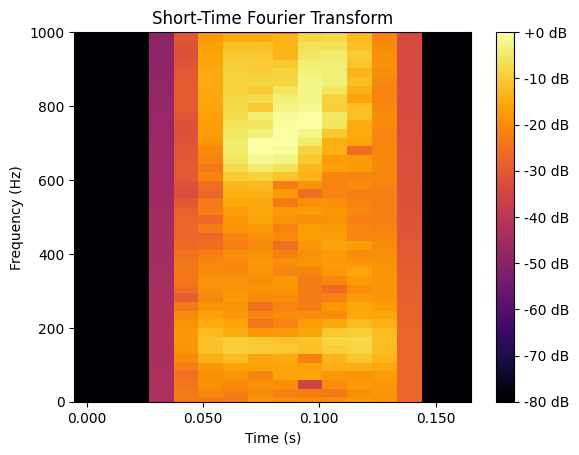 Short-Time Fourier Transform
1000
800
600
400
200
0
Frequency (Hz)
0.000
0.050
0.100
0.150
Time (s)
+0 dB
-10 dB
-20 dB
-30 dB
-40 dB
-50 dB
-60 dB
-70 dB
-80 dB